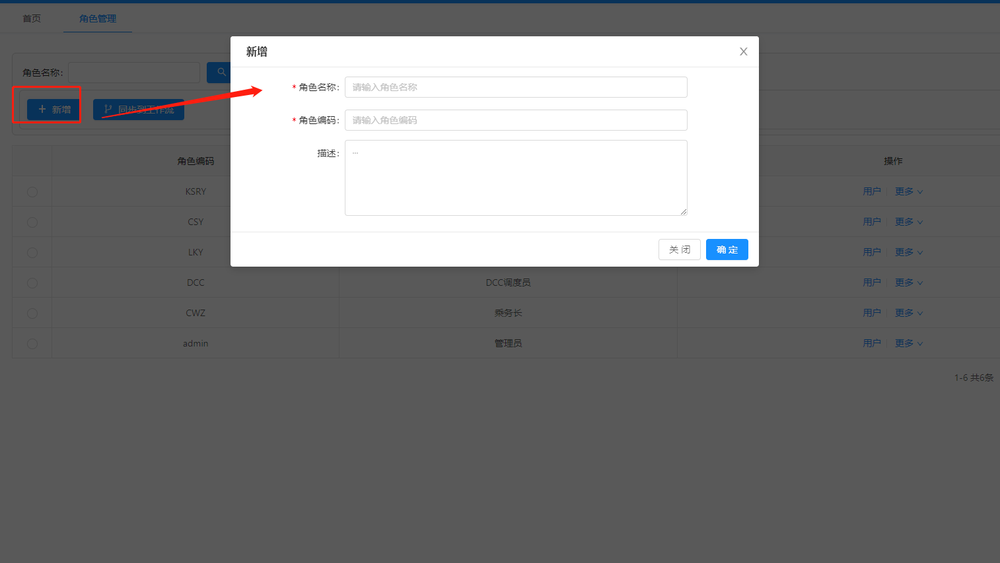 首页 角色管理
新增 X
角色名称:
* 角色名称: 请输入角色名称
新增 同步到工作流
* 角色编码: 请输入角色编码
描述: ...
角色编码 操作
KSRY 用户 更多
CSY 用户 更多
LKY 用户 更多
关 闭 确 定
DCC DCC调度员 用户 更多
CWZ 乘务长 用户 更多
admin 管理员 用户 更多
1-6 共6条